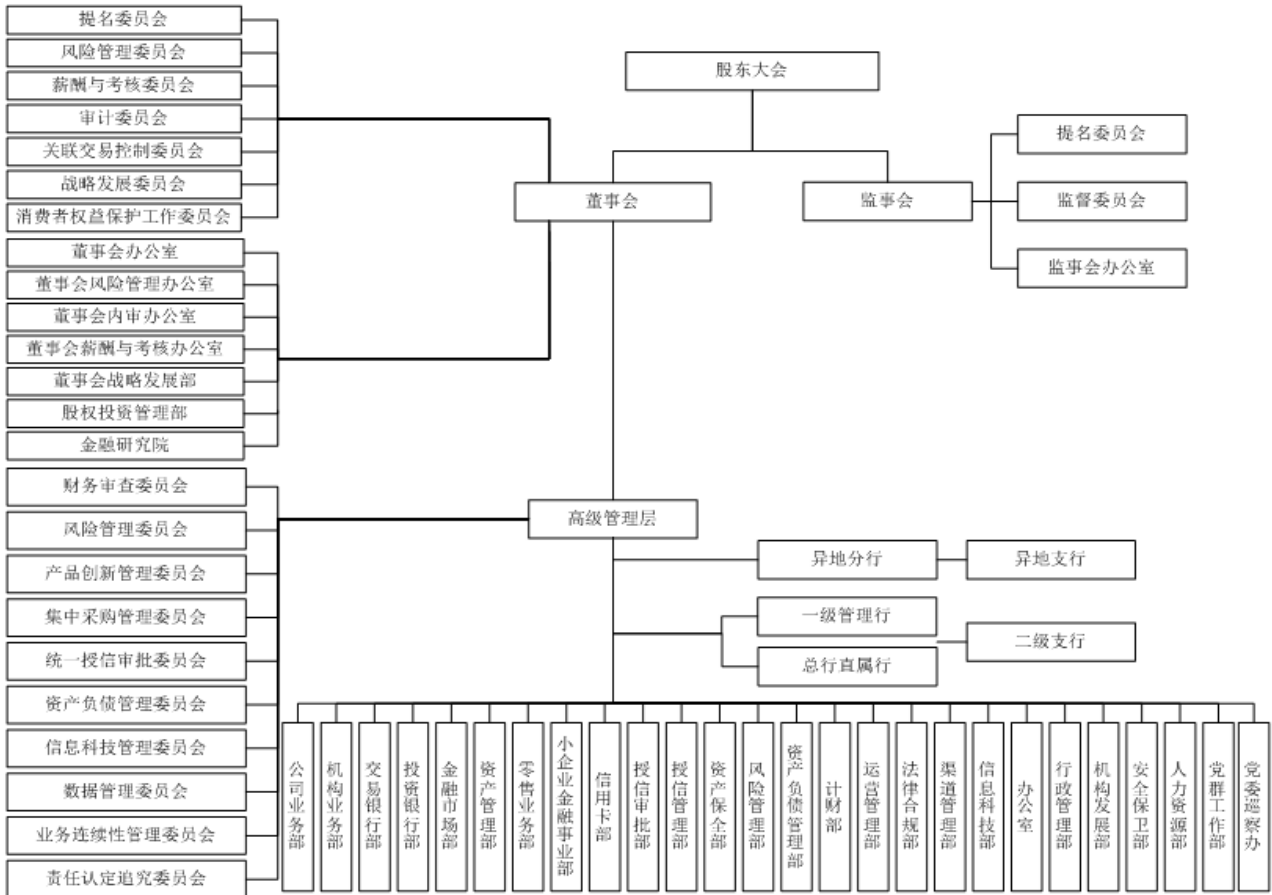 提名委员会
风险管理委员会
薪酬与考核委员会
审计委员会
关联交易控制委员会
战略发展委员会
消费者权益保护工作委员会
董事会办公室
董事会风险管理办公室
董事会内审办公室
董事会薪酬与考核办公室
董事会战略发展部
股权投资管理部
金融研究院
财务审查委员会
风险管理委员会
产品创新管理委员会
集中采购管理委员会
统一授信审批委员会
资产负债管理委员会
信息科技管理委员会
数据管理委员会
业务连续性管理委员会
责任认定追究委员会
股东大会
董事会
监事会
提名委员会
监督委员会
监事会办公室
高级管理层
异地分行
异地支行
一级管理行
总行直属行
二级支行
公司业务部
机构业务部
交易银行部
投资银行部
金融市场部
资产管理部
零售业务部
小企业金融事业部
信用卡部
授信审批部
授信管理部
资产保全部
风险管理部
资产负债管理部
计财部
运营管理部
法律合规部
渠道管理部
信息科技部
办公室
行政管理部
机构发展部
安全保卫部
人力资源部
党群工作部
党委巡察办